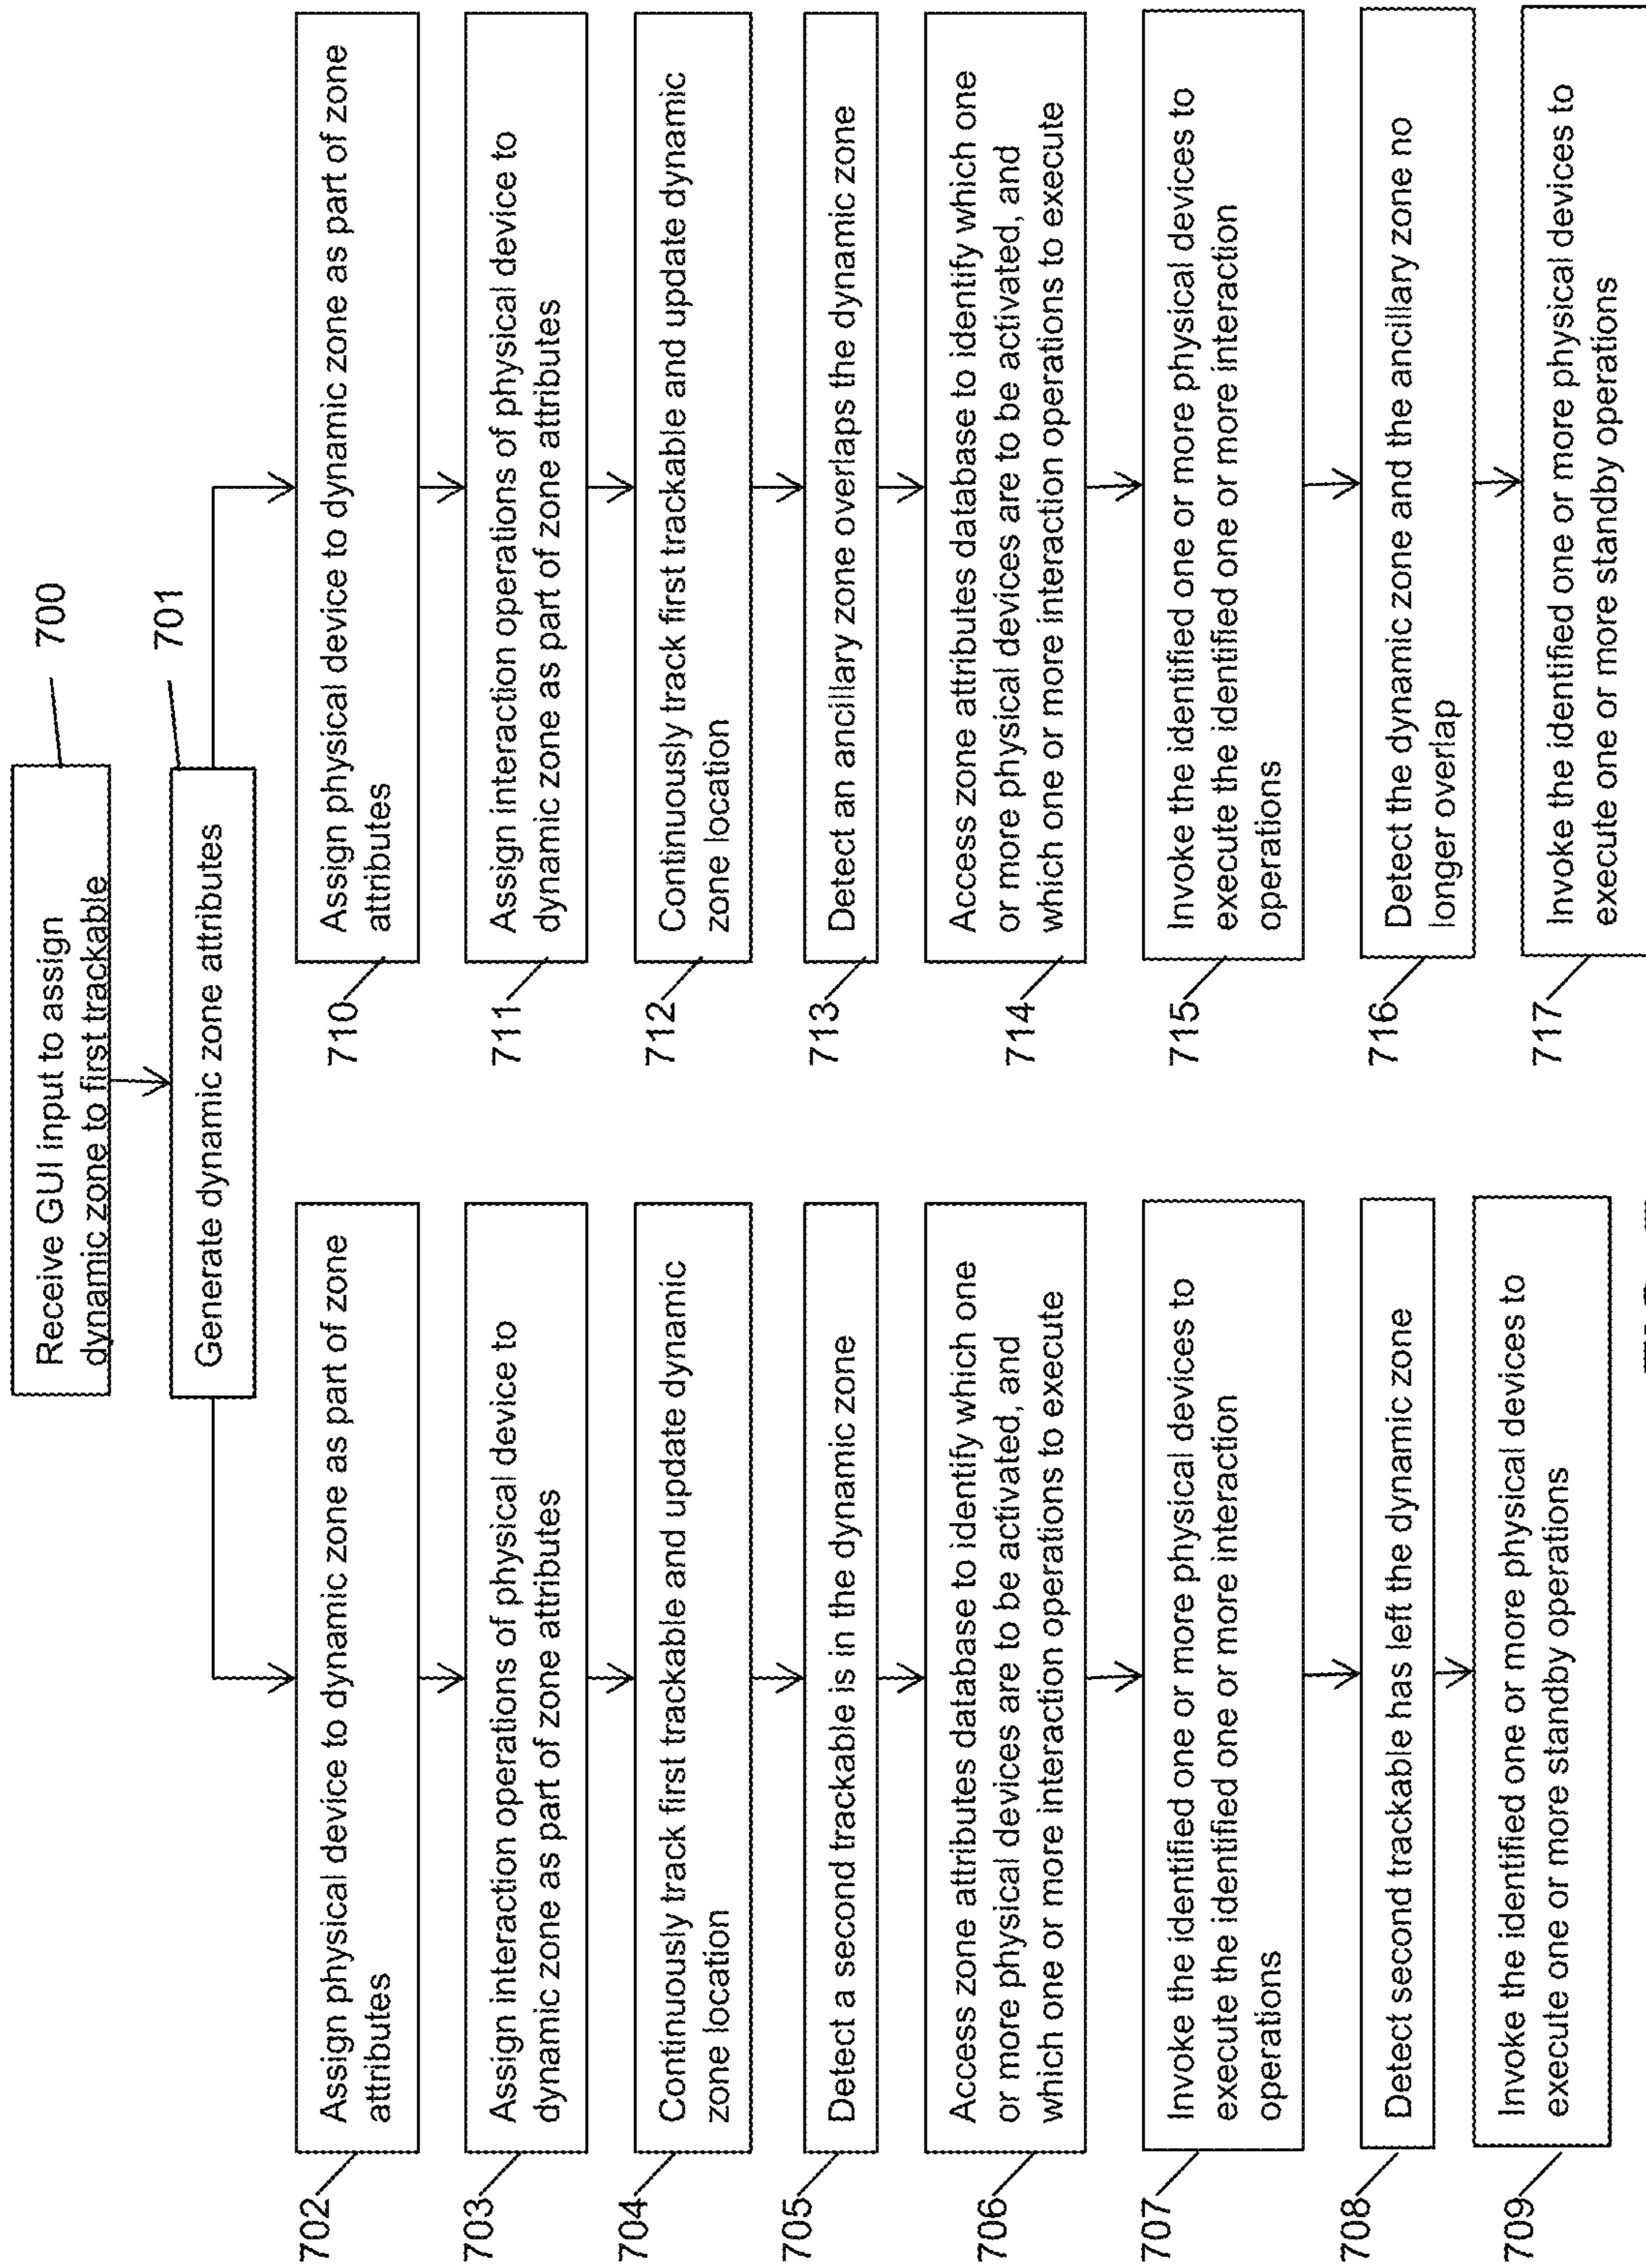 Receive GUI input to assign
dynamic zone to first trackable
700
Generate dynamic zone attributes
701
702
Assign physical device to dynamic zone as part of zone
attributes
703
Assign interaction operations of physical device to
dynamic zone as part of zone attributes
704
Continuously track first trackable and update dynamic
zone location
705
Detect a second trackable is in the dynamic zone
706
Access zone attributes database to identify which one
or more physical devices are to be activated, and
which one or more interaction operations to execute
707
Invoke the identified one or more physical devices to
execute the identified one or more interaction
operations
708
Detect second trackable has left the dynamic zone
709
Invoke the identified one or more physical devices to
execute one or more standby operations
710
Assign physical device to dynamic zone as part of zone
attributes
711
Assign interaction operations of physical device to
dynamic zone as part of zone attributes
712
Continuously track first trackable and update dynamic
zone location
713
Detect an ancillary zone overlaps the dynamic zone
714
Access zone attributes database to identify which one
or more physical devices are to be activated, and
which one or more interaction operations to execute
715
Invoke the identified one or more physical devices to
execute the identified one or more interaction
operations
716
Detect the dynamic zone and the ancillary zone no
longer overlap
717
Invoke the identified one or more physical devices to
execute one or more standby operations